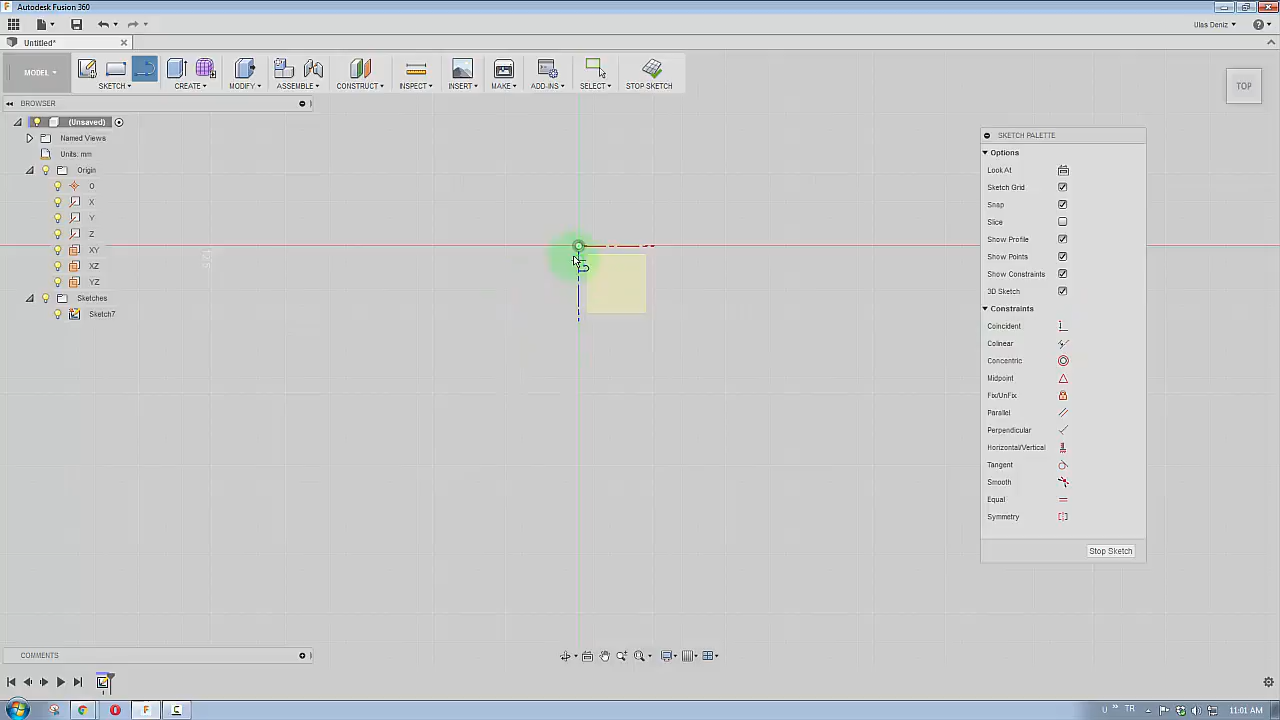 Autodesk Fusion 360
Ulas Deniz
Untitled*
MODEL
SKETCH
CREATE
MODIFY
ASSEMBLE
CONSTRUCT
INSPECT
INSERT
MAKE
ADD-INS
SELECT
STOP SKETCH
TOP
BROWSER
(Unsaved)
Named Views
Units: mm
Origin
O
X
Y
Z
XY
XZ
YZ
Sketches
Sketch7
SKETCH PALETTE
Options
Look At
Sketch Grid
Snap
Slice
Show Profile
Show Points
Show Constraints
3D Sketch
Constraints
Coincident
Colinear
Concentric
Midpoint
Fix/UnFix
Parallel
Perpendicular
Horizontal/Vertical
Tangent
Smooth
Equal
Symmetry
Stop Sketch
COMMENTS
U
TR
11:01 AM